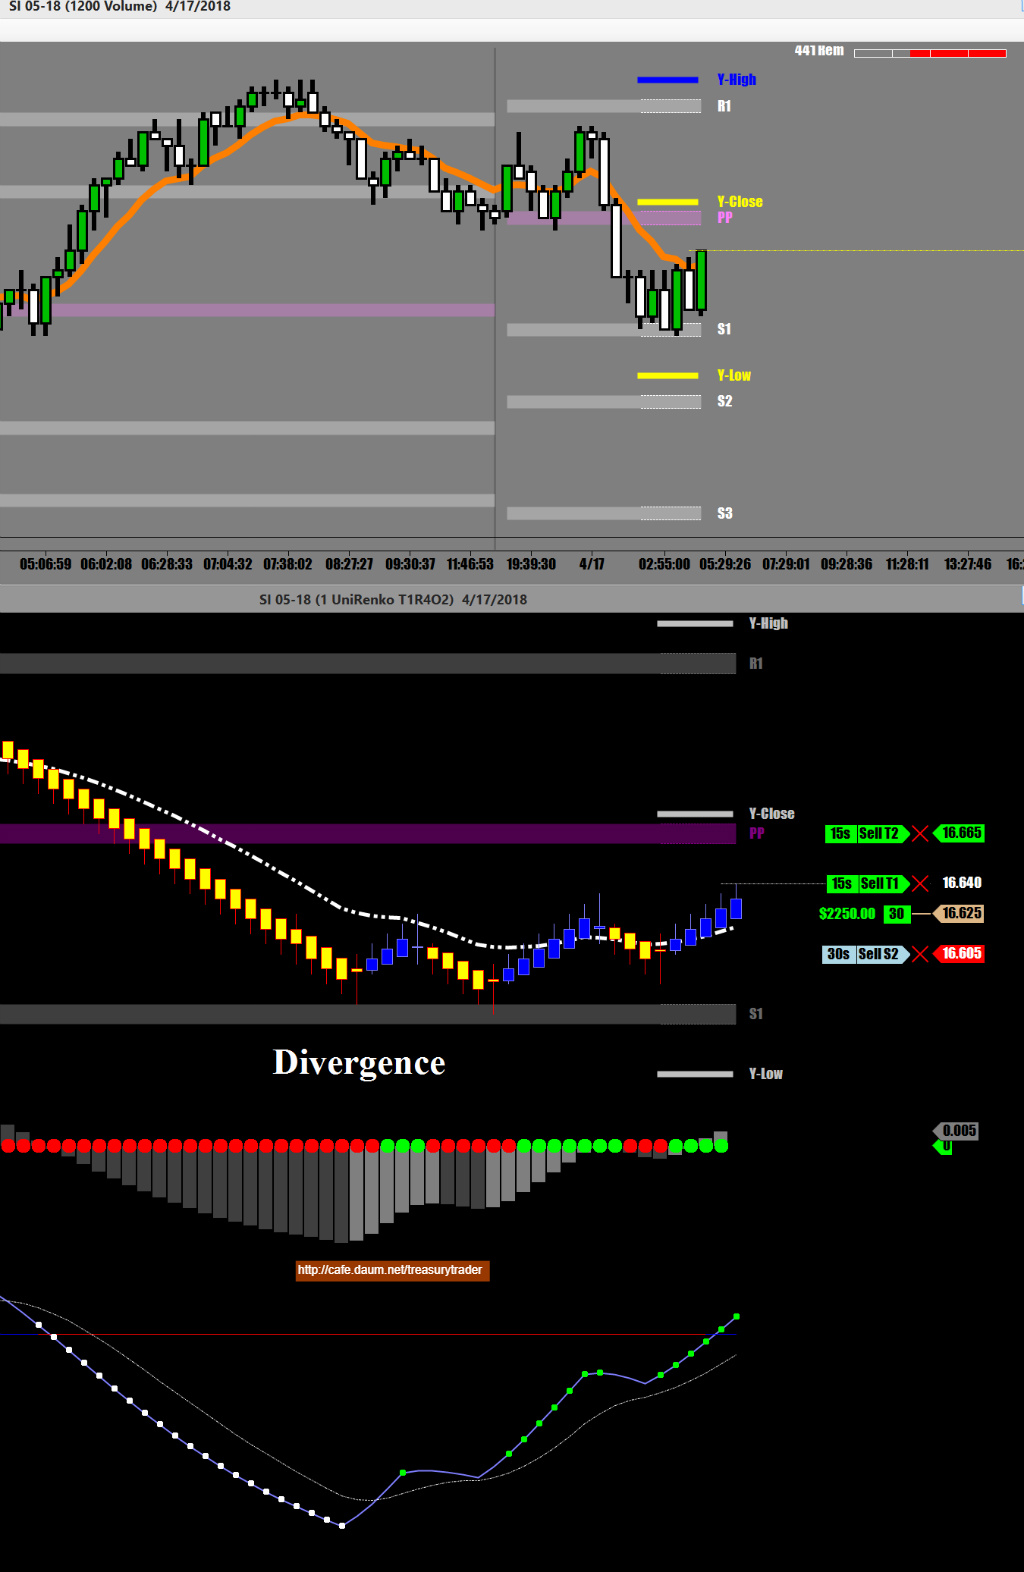 SI 05-18 (1200 Volume) 4/17/2018
441 Rem
Y-High
R1
Y-Close
PP
S1
Y-Low
S2
S3
05:06:59 06:02:08 06:28:33 07:04:32 07:38:02 08:27:27 09:30:37 11:46:53 19:39:30 4/17 02:55:00 05:29:26 07:29:01 09:28:36 11:28:11 13:27:46 16:
SI 05-18 (1 UniRenko T1R4O2) 4/17/2018
Y-High
R1
Y-Close
PP 15s Sell T2 16.665
15s Sell T1 16.640
$2250.00 30 16.625
30s Sell S2 16.605
S1
Divergence
Y-Low
0.005
0
http://cafe.daum.net/treasurytrader